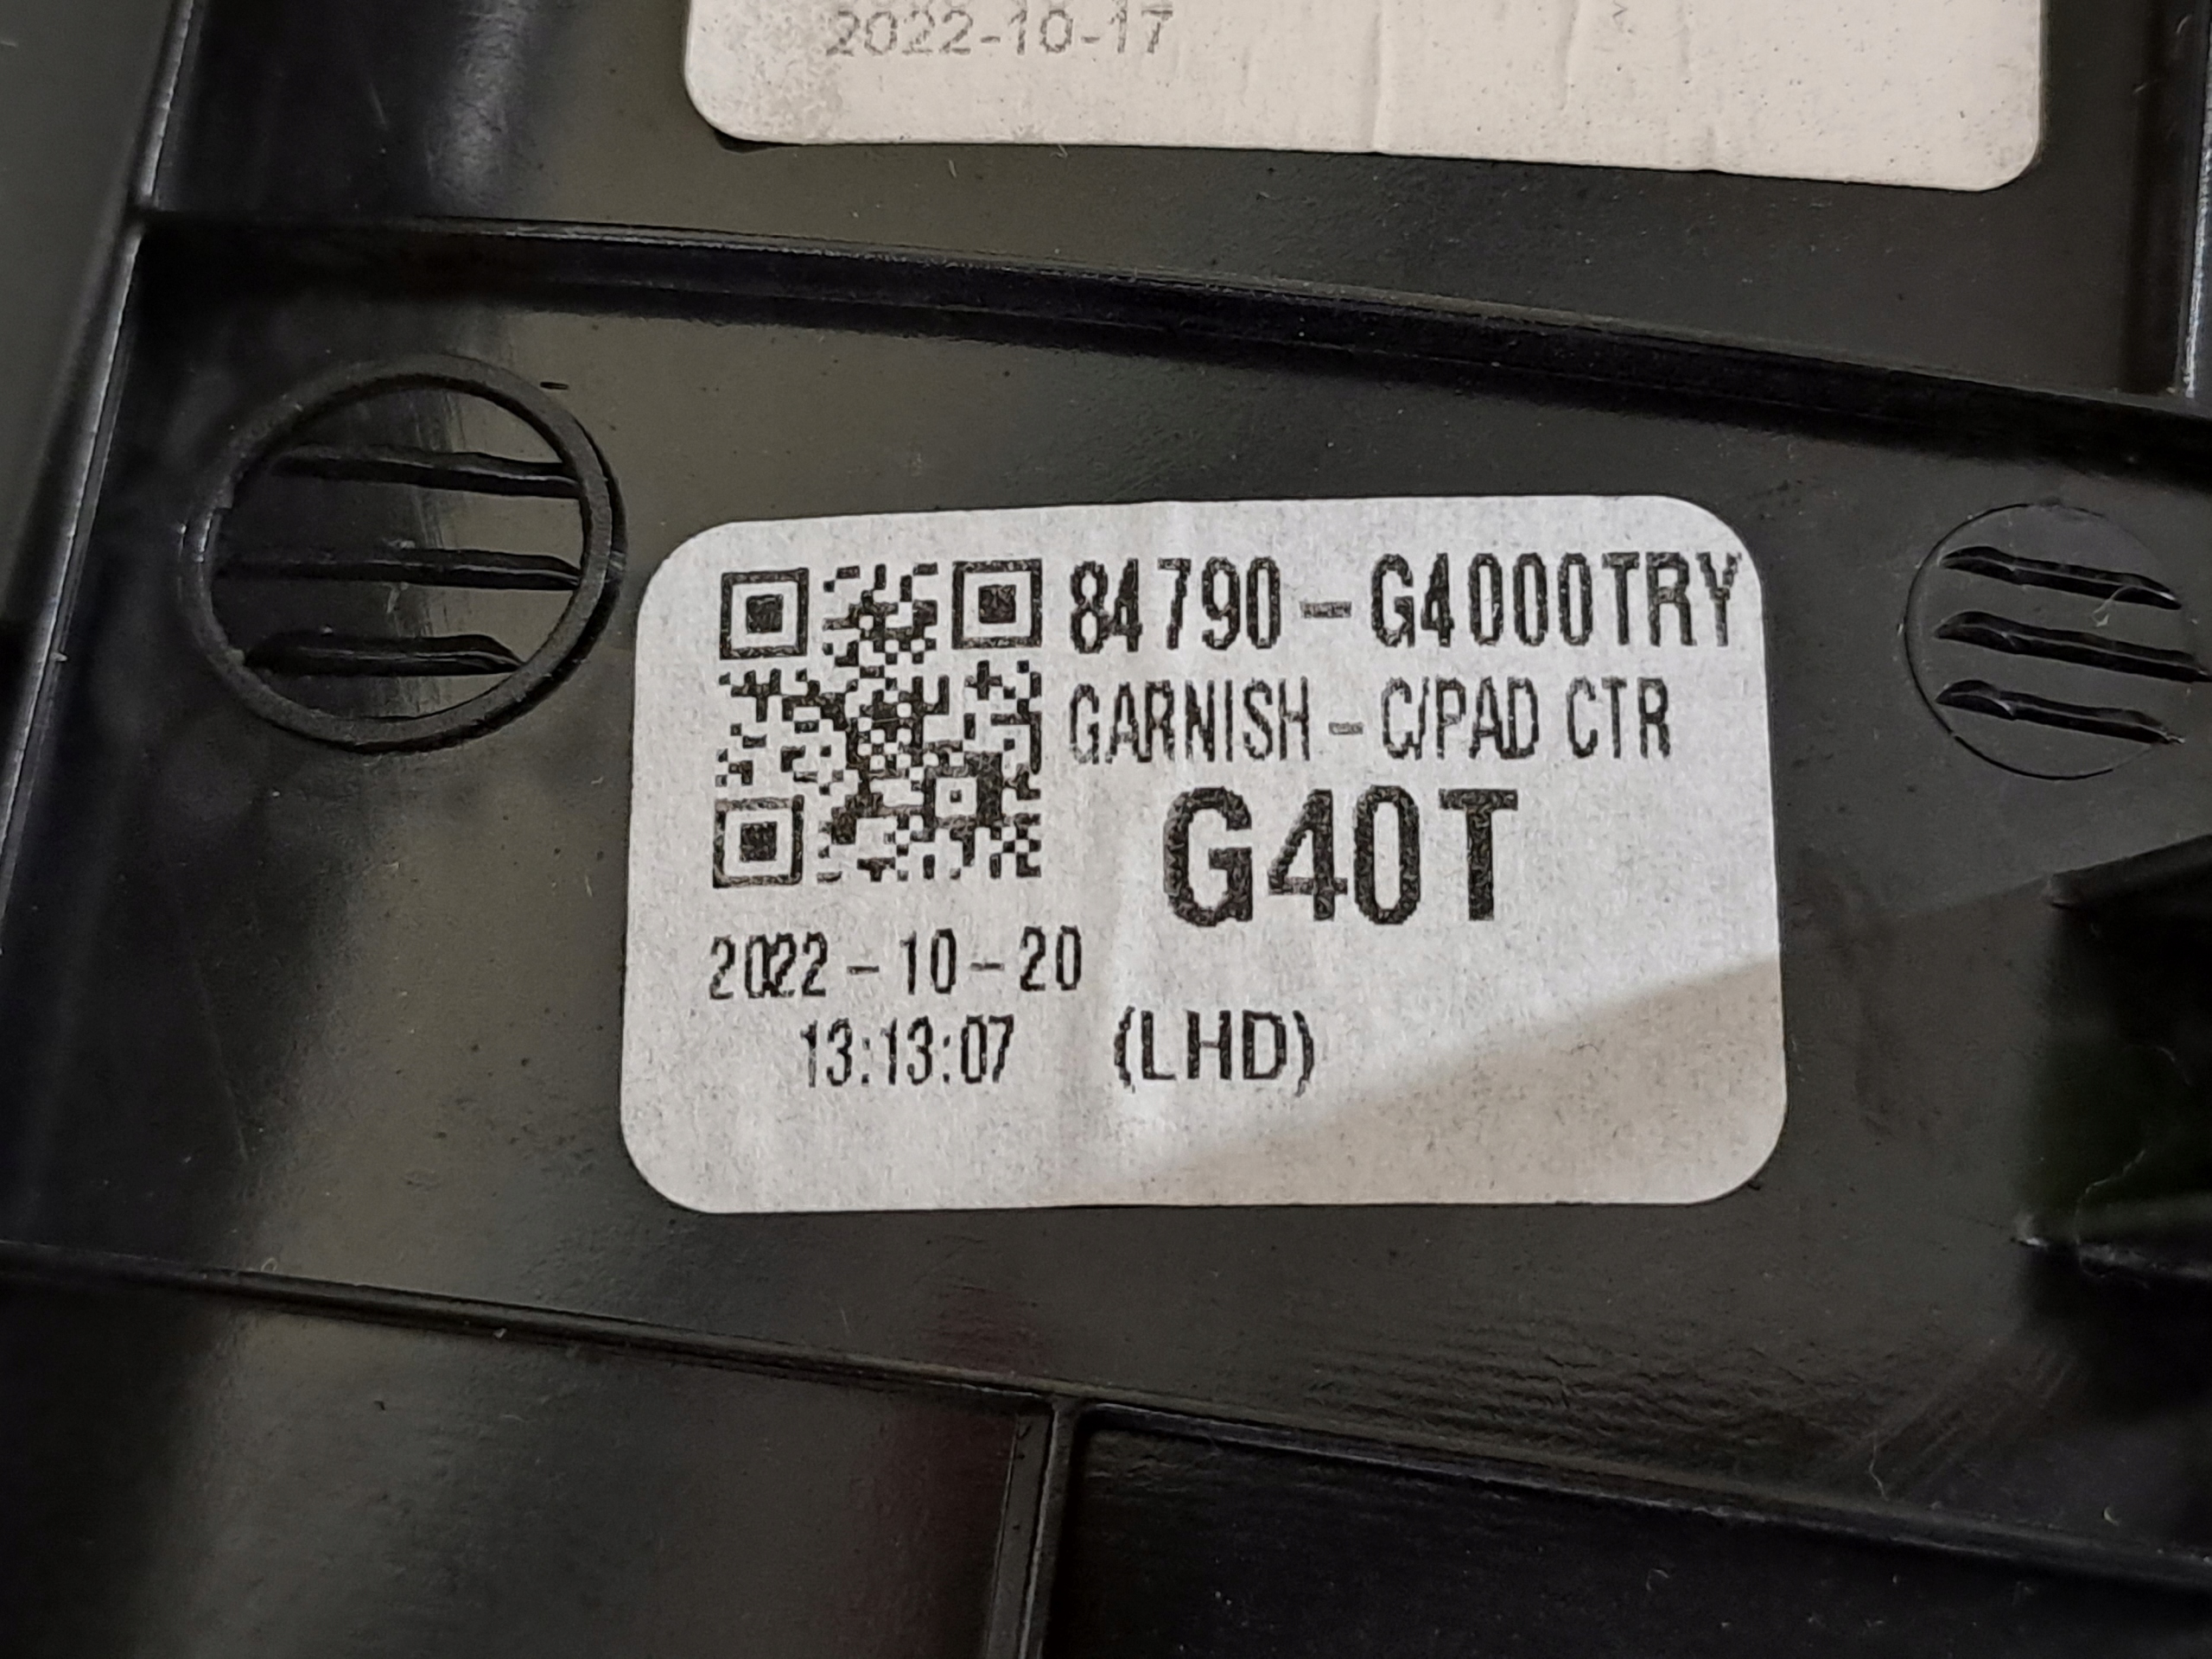 2022-10-17
84790-G4000TRY
GARNISH-C/PAD CTR
G40T
2022-10-20
13:13:07 (LHD)